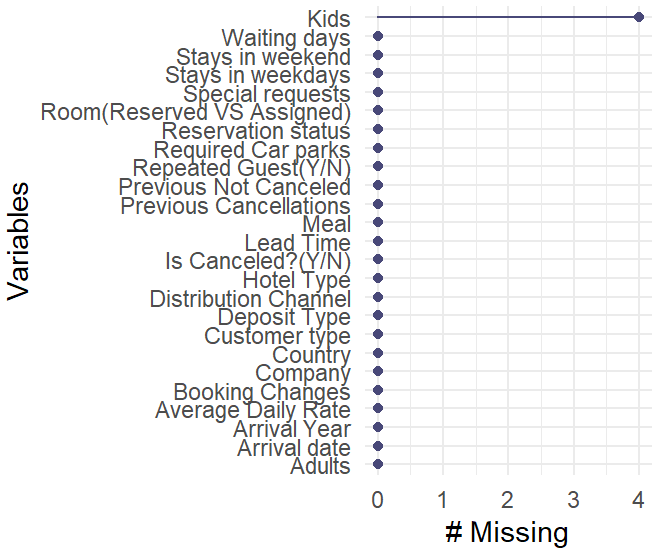 Kids
Waiting days
Stays in weekend
Stays in weekdays
Special requests
Room(Reserved VS Assigned)
Reservation status
Required Car parks
Repeated Guest(Y/N)
Previous Not Canceled
Previous Cancellations
Meal
Lead Time
Is Canceled?(Y/N)
Hotel Type
Distribution Channel
Deposit Type
Customer type
Country
Company
Booking Changes
Average Daily Rate
Arrival Year
Arrival date
Adults
Variables
0 1 2 3 4
# Missing